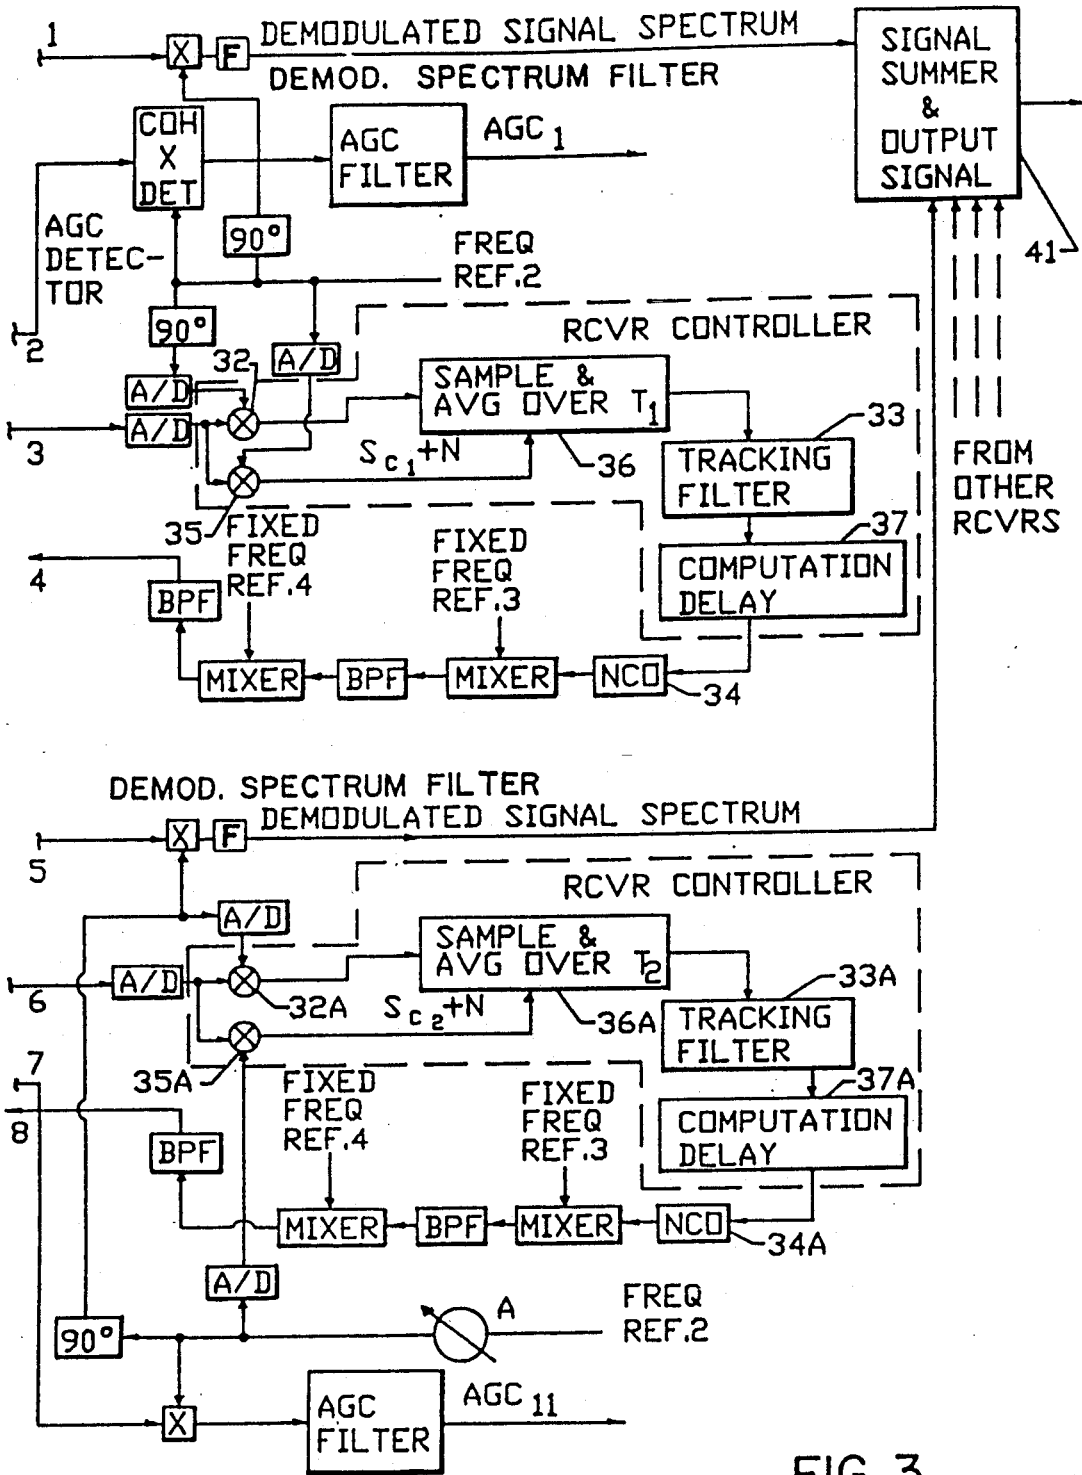 1
X
F
DEMODULATED SIGNAL SPECTRUM
DEMOD. SPECTRUM FILTER
SIGNAL
SUMMER
&
OUTPUT
SIGNAL
41
COH
X
DET
AGC
FILTER
AGC1
AGC
DETEC-
TOR
90°
FREQ
REF.2
2
90°
A/D
RCVR CONTROLLER
32
A/D
A/D
3
SAMPLE &
AVG OVER T1
Sc1+N
36
33
TRACKING
FILTER
FROM
OTHER
RCVRS
35
FIXED
FREQ
REF.4
FIXED
FREQ
REF.3
37
COMPUTATION
DELAY
4
BPF
MIXER
BPF
MIXER
NCO
34
DEMOD. SPECTRUM FILTER
DEMODULATED SIGNAL SPECTRUM
5
X
F
RCVR CONTROLLER
A/D
SAMPLE &
AVG OVER T2
6
A/D
32A
Sc2+N
36A
33A
TRACKING
FILTER
7
35A
8
FIXED
FREQ
REF.4
FIXED
FREQ
REF.3
37A
COMPUTATION
DELAY
BPF
MIXER
BPF
MIXER
NCO
34A
A/D
A
FREQ
REF.2
90°
X
AGC
FILTER
AGC11
FIG 3